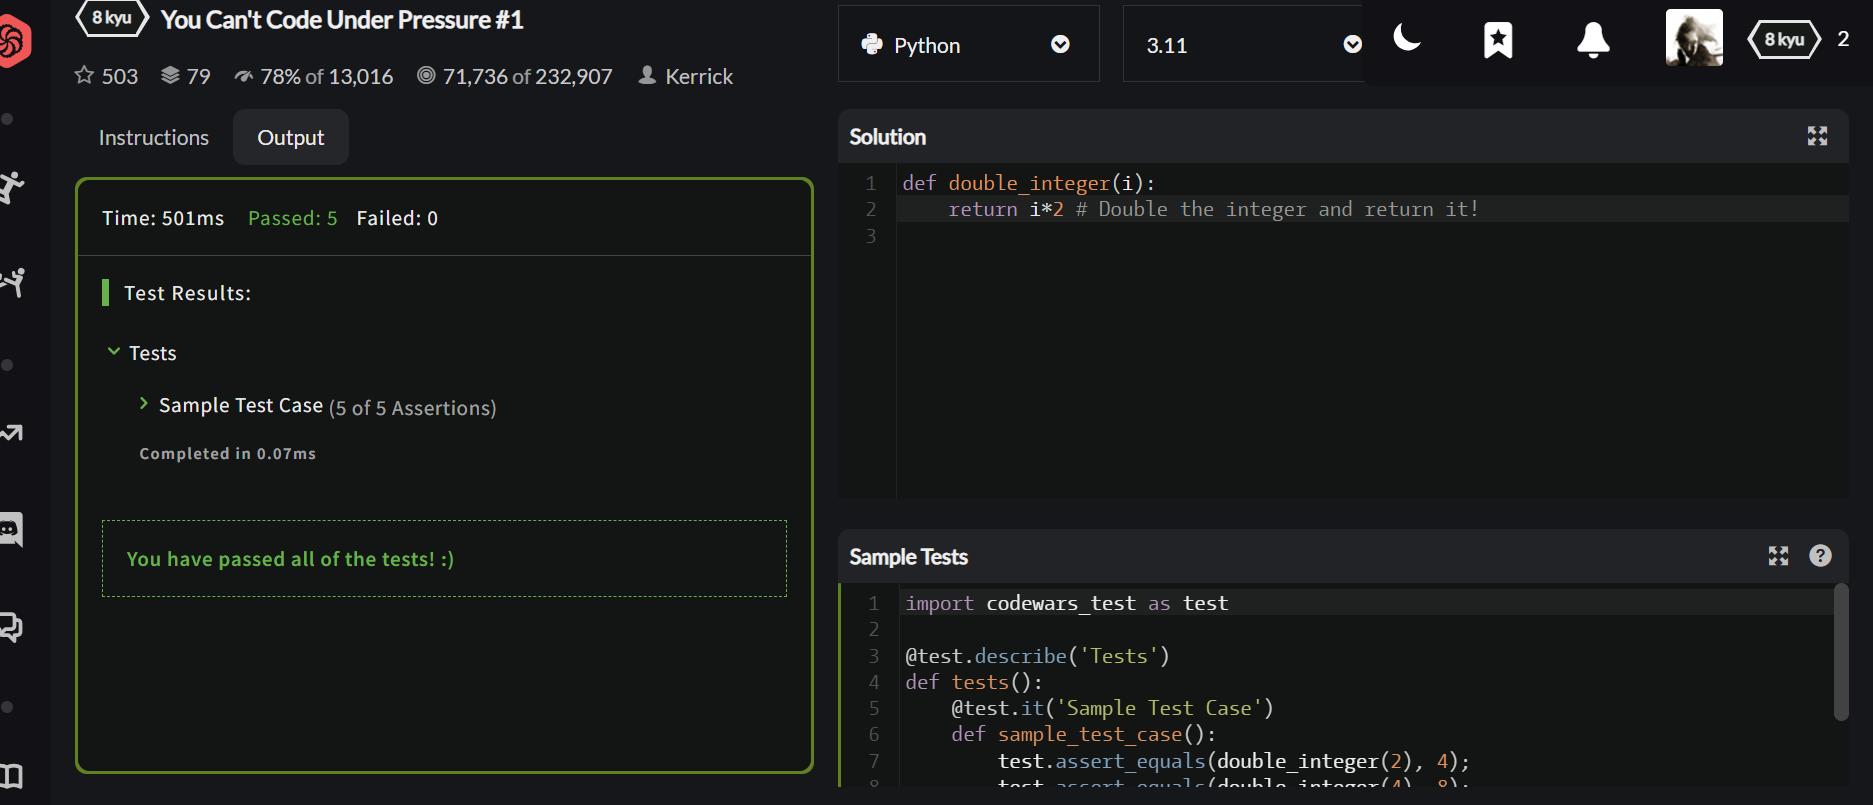 8 kyu You Can't Code Under Pressure #1
503 79 78% of 13,016 71,736 of 232,907 Kerrick
Python
3.11
8 kyu 2
Instructions
Output
Time: 501ms Passed: 5 Failed: 0
Test Results:
Tests
Sample Test Case (5 of 5 Assertions)
Completed in 0.07ms
You have passed all of the tests! :)
Solution
1 def double_integer(i):
2     return i*2 # Double the integer and return it!
3
Sample Tests
?
1 import codewars_test as test
2
3 @test.describe('Tests')
4 def tests():
5     @test.it('Sample Test Case')
6     def sample_test_case():
7         test.assert_equals(double_integer(2), 4);
8         test.assert_equals(double_integer(4), 8);